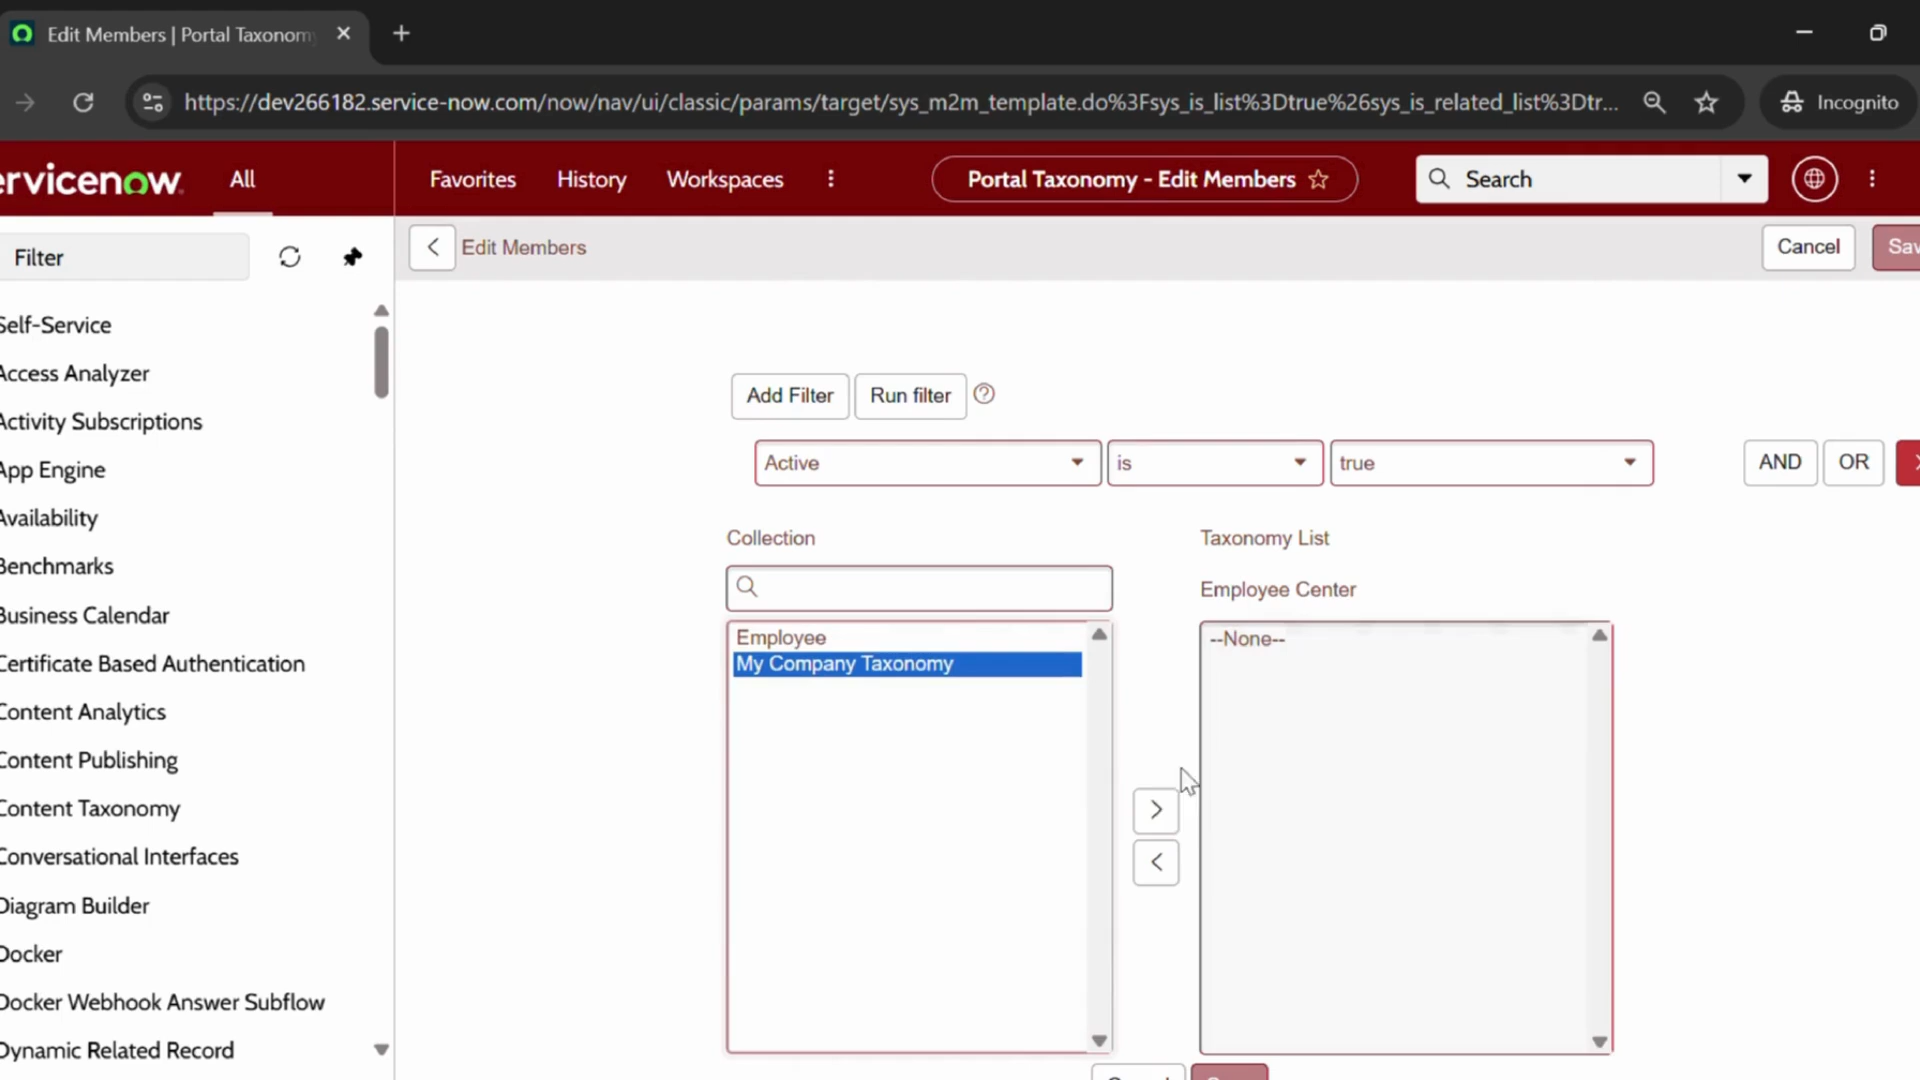 Edit Members | Portal Taxonomy
https://dev266182.service-now.com/now/nav/ui/classic/params/target/sys_m2m_template.do%3Fsys_is_list%3Dtrue%26sys_is_related_list%3Dtr...
Incognito
servicenow
All
Favorites
History
Workspaces
Portal Taxonomy - Edit Members
Search
Filter
Edit Members
Cancel
Sav
Self-Service
Access Analyzer
Activity Subscriptions
App Engine
Availability
Benchmarks
Business Calendar
Certificate Based Authentication
Content Analytics
Content Publishing
Content Taxonomy
Conversational Interfaces
Diagram Builder
Docker
Docker Webhook Answer Subflow
Dynamic Related Record
Add Filter
Run filter
Active
is
true
AND
OR
Collection
Taxonomy List
Employee Center
Employee
My Company Taxonomy
--None--